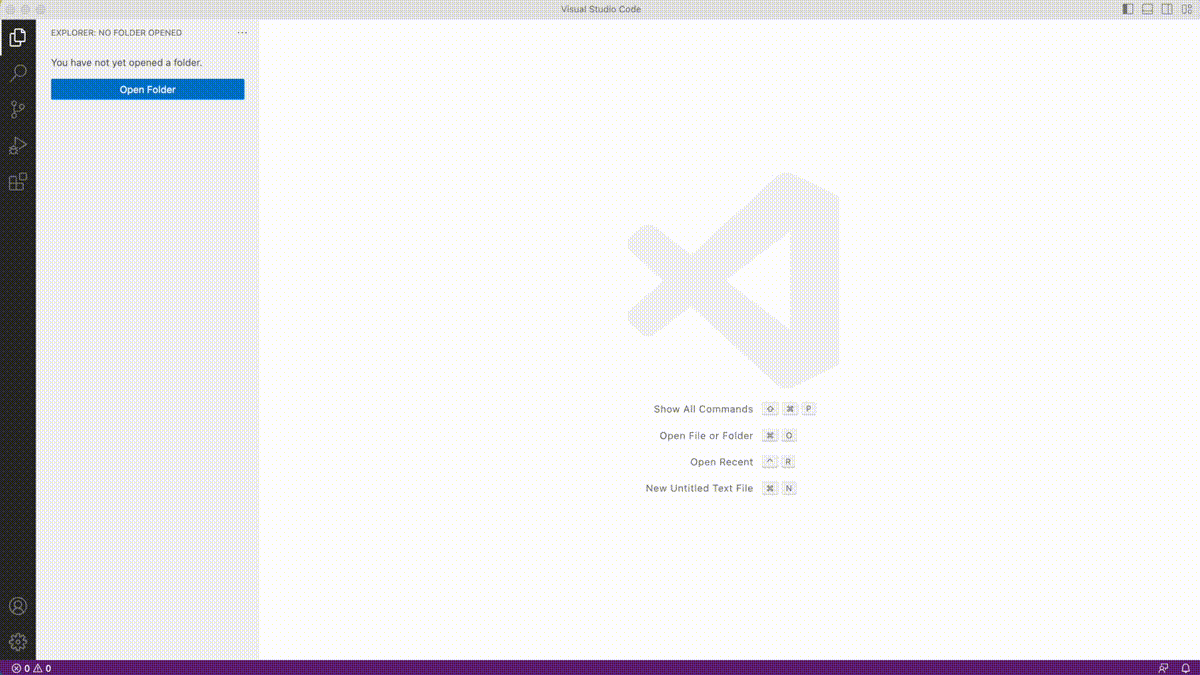 Visual Studio Code
EXPLORER: NO FOLDER OPENED ···
You have not yet opened a folder.
Open Folder
Show All Commands ⇧ ⌘ P
Open File or Folder ⌘ O
Open Recent ^ R
New Untitled Text File ⌘ N
0 0